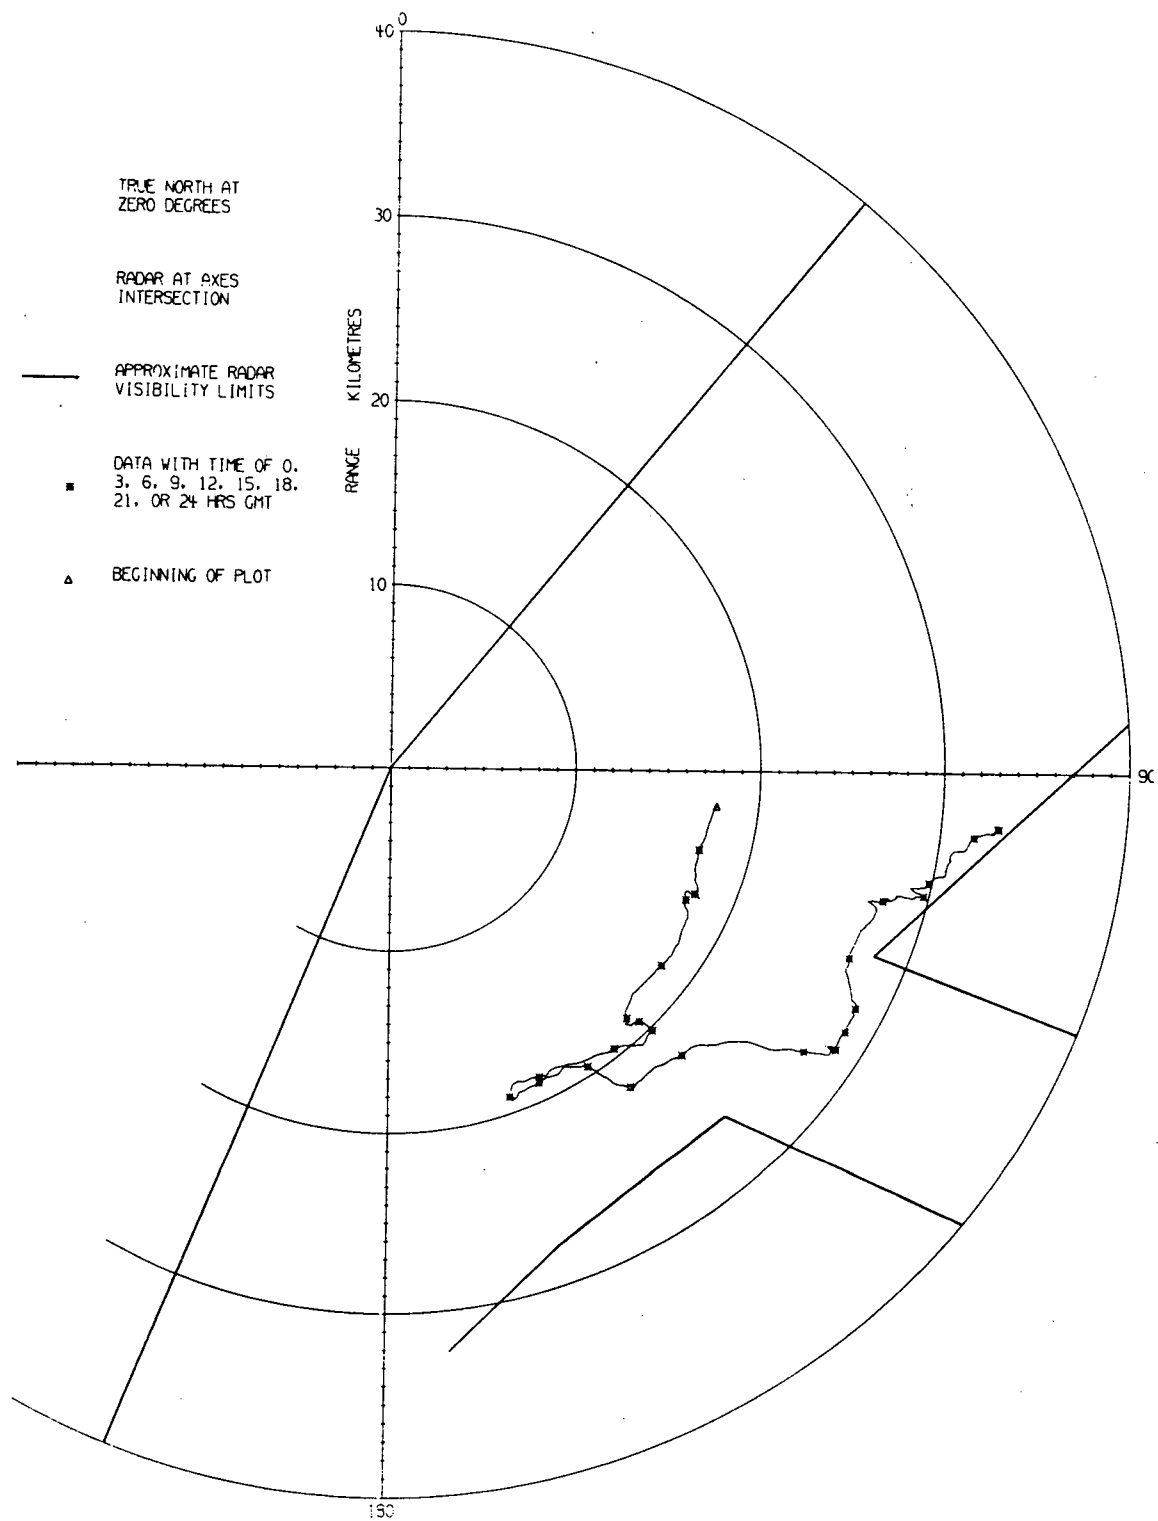 0
40
TRUE NORTH AT
ZERO DEGREES
30
RADAR AT AXES
INTERSECTION
RANGE KILOMETRES
APPROXIMATE RADAR
VISIBILITY LIMITS
20
DATA WITH TIME OF 0.
3. 6. 9. 12. 15. 18.
21. OR 24 HRS GMT
BEGINNING OF PLOT
10
90
180